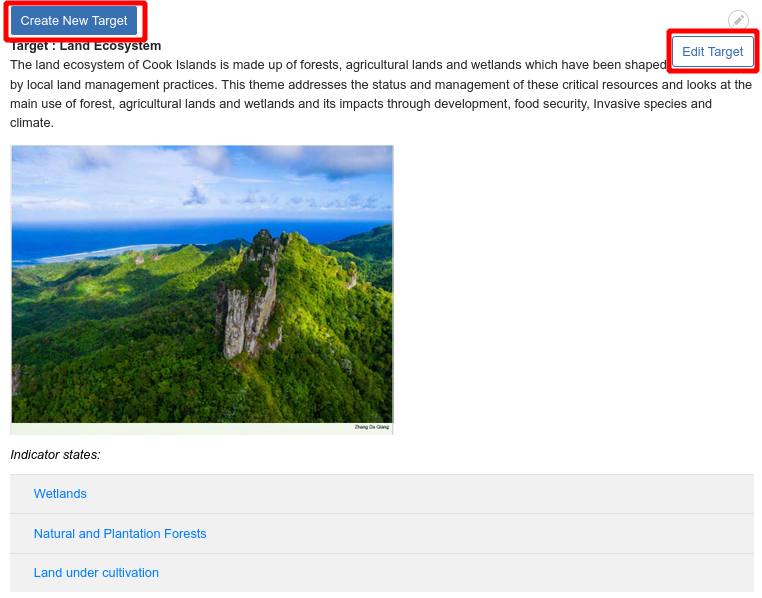 Create New Target
Target : Land Ecosystem
Edit Target
The land ecosystem of Cook Islands is made up of forests, agricultural lands and wetlands which have been shaped
by local land management practices. This theme addresses the status and management of these critical resources and looks at the
main use of forest, agricultural lands and wetlands and its impacts through development, food security, Invasive species and
climate.
Zhang Da Qiang
Indicator states:
Wetlands
Natural and Plantation Forests
Land under cultivation